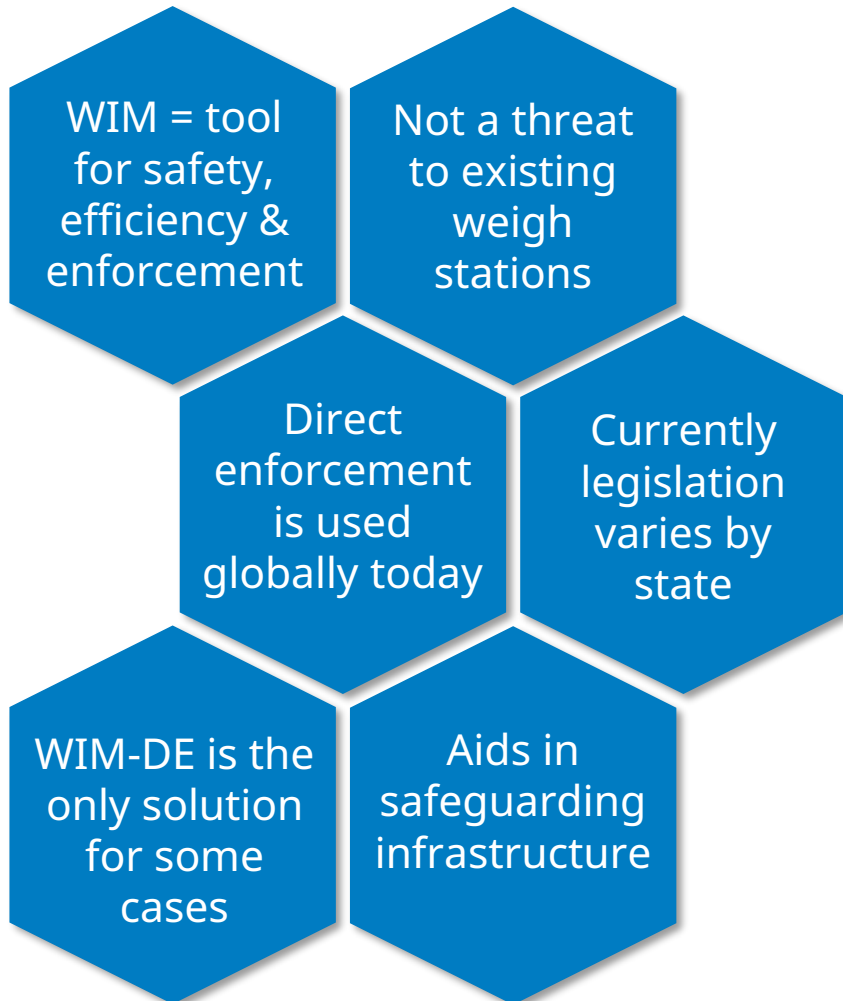 WIM = tool
for safety,
efficiency &
enforcement
Not a threat
to existing
weigh
stations
Direct
enforcement
is used
globally today
Currently
legislation
varies by
state
WIM-DE is the
only solution
for some
cases
Aids in
safeguarding
infrastructure